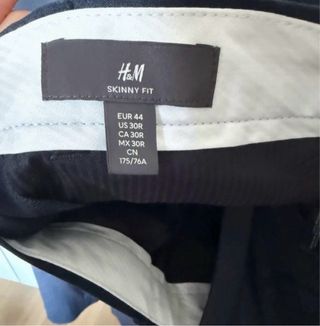 H&M
SKINNY FIT
EUR 44
US 30R
CA 30R
MX 30R
CN
175/76A